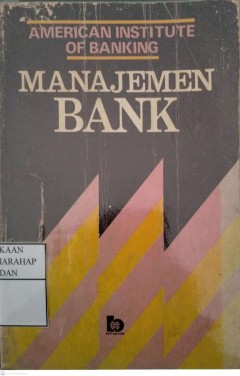 AMERICAN INSTITUTE
OF BANKING
MANAJEMEN
BANK
KAAN
HARAHAP
DAN